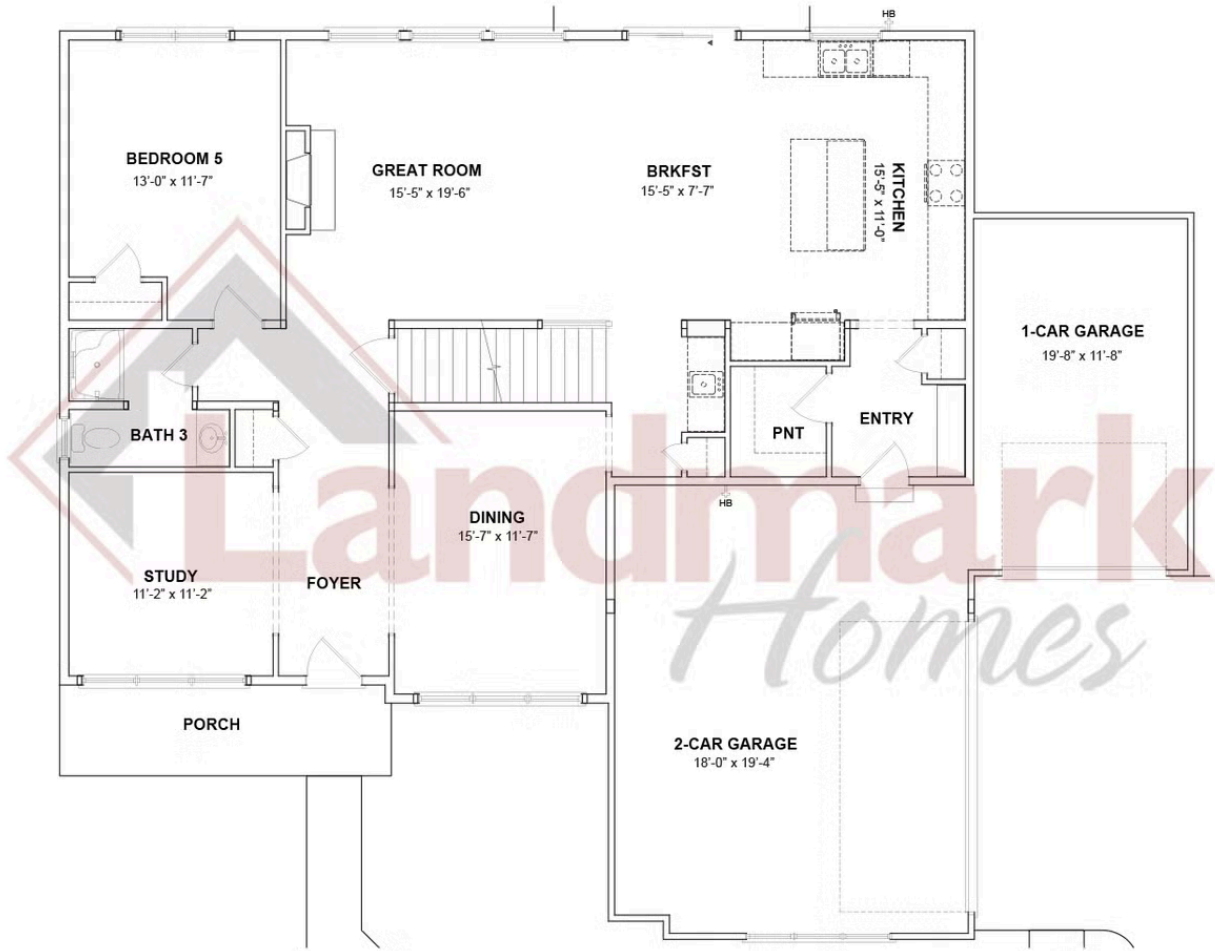 HB
BEDROOM 5
13'-0" x 11'-7"
GREAT ROOM
15'-5" x 19'-6"
BRKFST
15'-5" x 7'-7"
KITCHEN
15'-5" x 11'-0"
1-CAR GARAGE
19'-8" x 11'-8"
BATH 3
PNT
ENTRY
HB
DINING
15'-7" x 11'-7"
STUDY
11'-2" x 11'-2"
FOYER
Landmark
Homes
PORCH
2-CAR GARAGE
18'-0" x 19'-4"